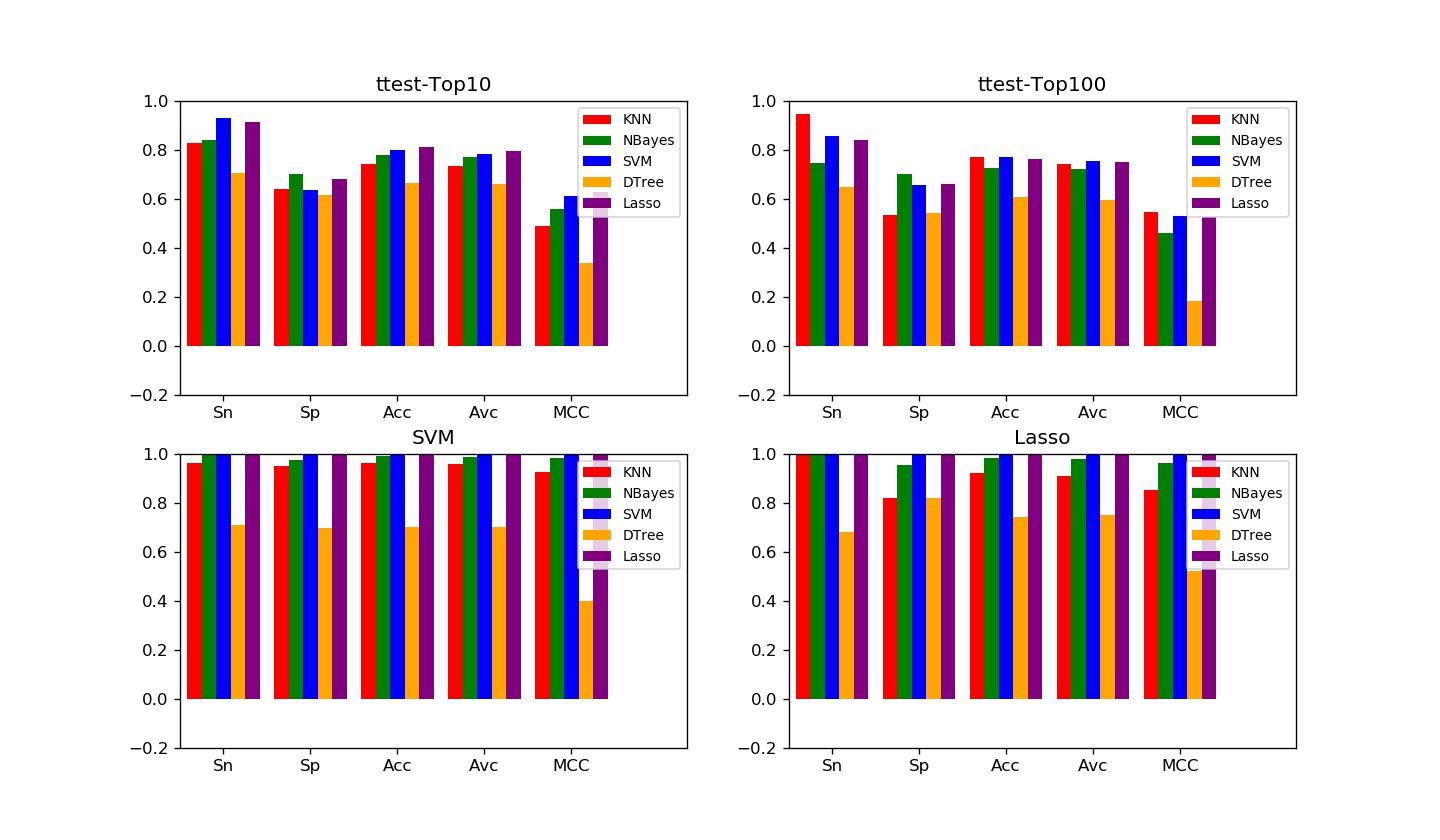 ttest-Top10
1.0
0.8
0.6
0.4
0.2
0.0
−0.2
Sn Sp Acc Avc MCC
KNN
NBayes
SVM
DTree
Lasso
ttest-Top100
1.0
0.8
0.6
0.4
0.2
0.0
−0.2
Sn Sp Acc Avc MCC
KNN
NBayes
SVM
DTree
Lasso
SVM
1.0
0.8
0.6
0.4
0.2
0.0
−0.2
Sn Sp Acc Avc MCC
KNN
NBayes
SVM
DTree
Lasso
Lasso
1.0
0.8
0.6
0.4
0.2
0.0
−0.2
Sn Sp Acc Avc MCC
KNN
NBayes
SVM
DTree
Lasso